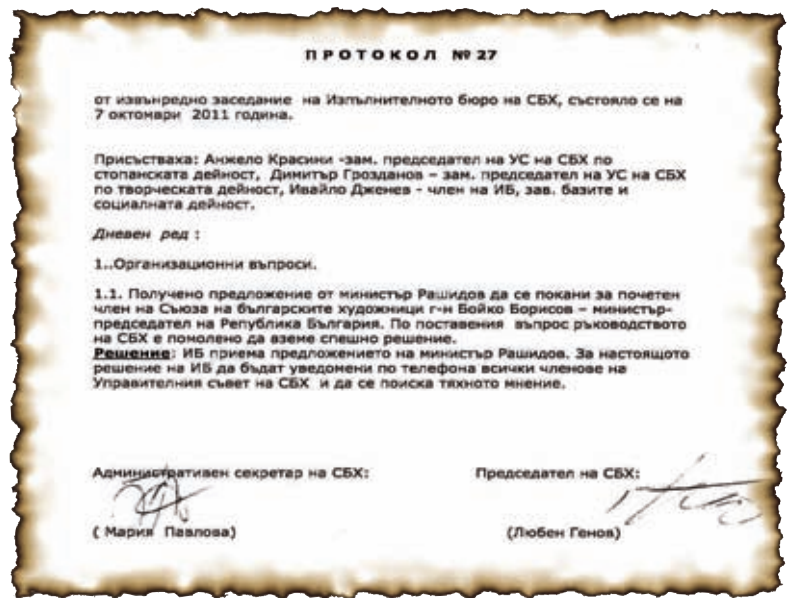 ПРОТОКОЛ № 27
от извънредно заседание на Изпълнителното бюро на СБХ, състояло се на
7 октомври 2011 година.
Присъстваха: Анжело Красини -зам. председател на УС на СБХ по
стопанската дейност, Димитър Грозданов – зам. председател на УС на СБХ
по творческата дейност, Ивайло Дженев - член на ИБ, зав. базите и
социалната дейност.
Дневен ред :
1..Организационни въпроси.
1.1. Получено предложение от министър Рашидов да се покани за почетен
член на Съюза на българските художници г-н Бойко Борисов – министър-
председател на Република България. По поставения въпрос ръководството
на СБХ е помолено да вземе спешно решение.
Решение: ИБ приема предложението на министър Рашидов. За настоящото
решение на ИБ да бъдат уведомени по телефона всички членове на
Управителния съвет на СБХ и да се поиска тяхното мнение.
Административен секретар на СБХ: Председател на СБХ:
( Мария Павлова) (Любен Генов)